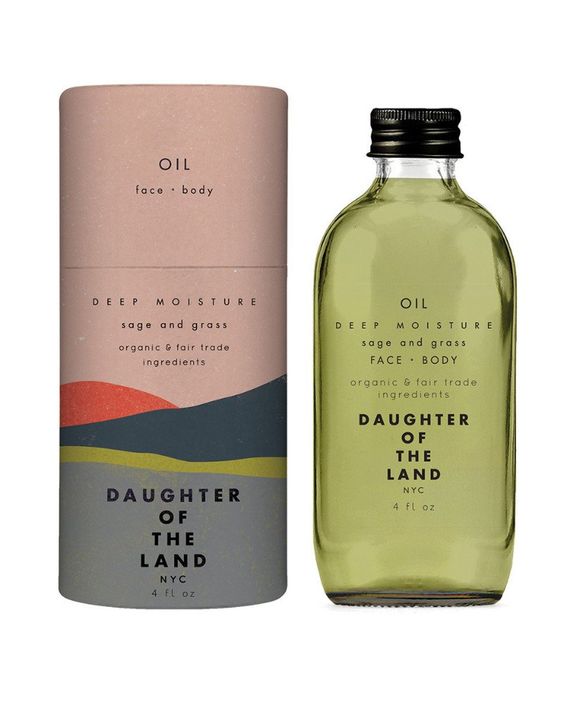 OIL
face • body
DEEP MOISTURE
sage and grass
organic & fair trade
ingredients
DAUGHTER
OF
THE
LAND
NYC
4 fl oz
OIL
DEEP MOISTURE
sage and grass
FACE • BODY
organic & fair trade
ingredients
DAUGHTER
OF
THE
LAND
NYC
4 fl oz